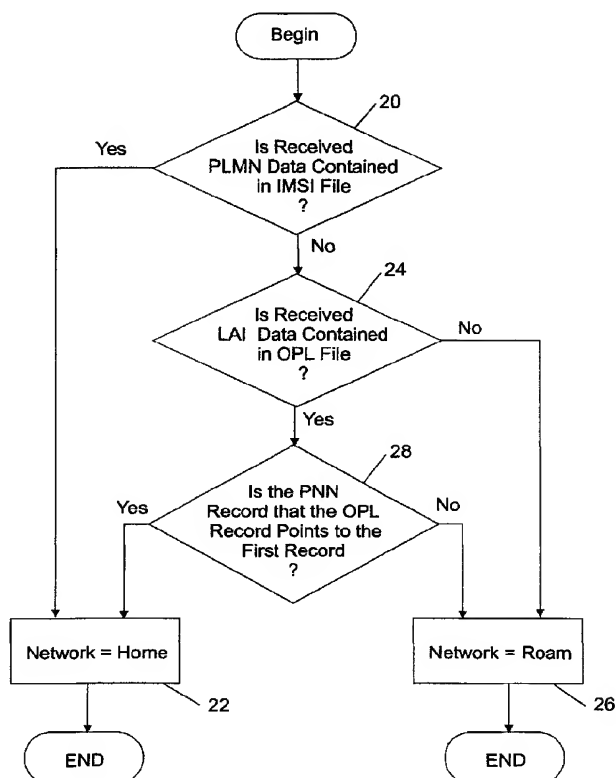 Begin
20
Yes
Is Received
PLMN Data Contained
in IMSI File
?
No
24
Is Received
LAI Data Contained
in OPL File
?
No
Yes
28
Yes
Is the PNN
Record that the OPL
Record Points to the
First Record
?
No
Network = Home
Network = Roam
22
26
END
END